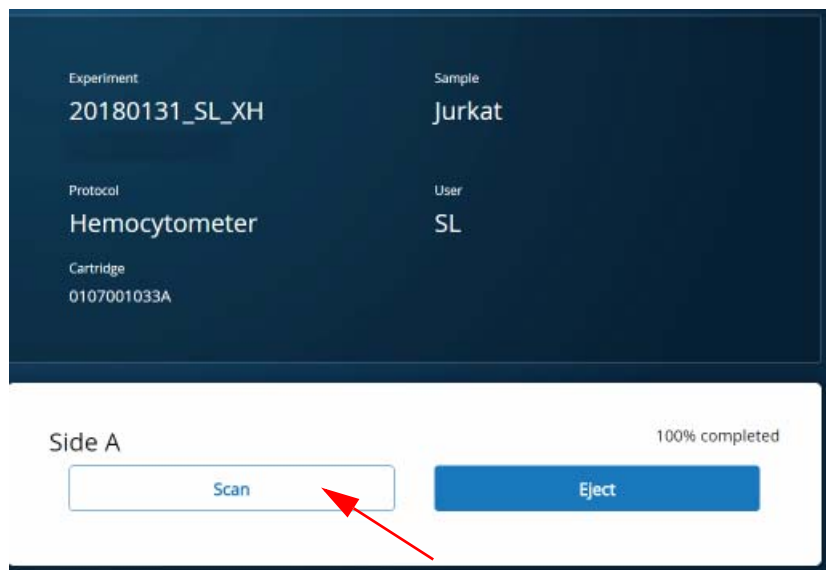 Experiment
20180131_SL_XH
Sample
Jurkat
Protocol
Hemocytometer
User
SL
Cartridge
0107001033A
Side A
100% completed
Scan
Eject